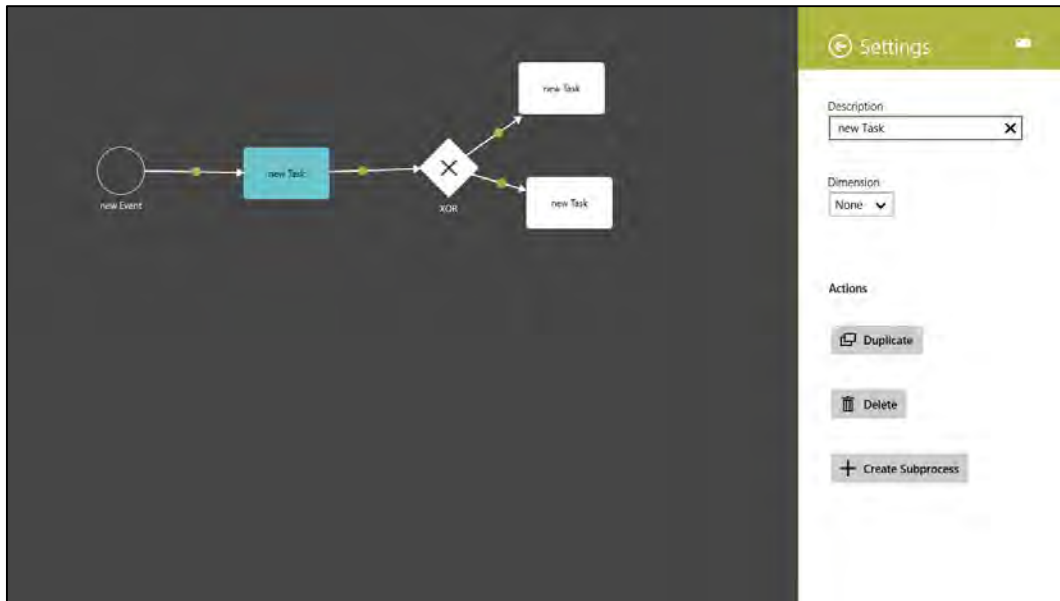 Settings
new Task
new Event
new Task
XOR
new Task
Description
new Task
Dimension
None
Actions
Duplicate
Delete
Create Subprocess